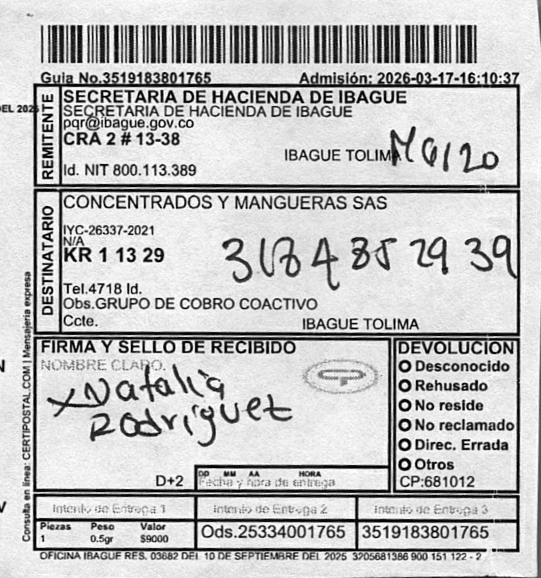 Guia No.3519183801765 Admisión: 2026-03-17-16:10:37
DEL 2025
REMITENTE
SECRETARIA DE HACIENDA DE IBAGUE
SECRETARIA DE HACIENDA DE IBAGUE
pqr@ibague.gov.co
CRA 2 # 13-38
IBAGUE TOLIMA
Id. NIT 800.113.389
DESTINATARIO
CONCENTRADOS Y MANGUERAS SAS
IYC-26337-2021
N/A
KR 1 13 29
3184852939
Tel.4718 Id.
Obs.GRUPO DE COBRO COACTIVO
Ccte. IBAGUE TOLIMA
Consulta en linea: CERTIPOSTAL.COM | Mensajeria expresa
FIRMA Y SELLO DE RECIBIDO
NOMBRE CLARO.
xNatalia
Rodriguez
D+2
DD MM AA HORA
Fecha y hora de entrega
DEVOLUCION
Desconocido
Rehusado
No reside
No reclamado
Direc. Errada
Otros
CP:681012
Intento de Entrega 1 Intento de Entrega 2 Intento de Entrega 3
Piezas Peso Valor
1 0.5gr $9000
Ods.25334001765 3519183801765
OFICINA IBAGUE RES. 03682 DEL 10 DE SEPTIEMBRE DEL 2025 3205681386 900 151 122 - 2